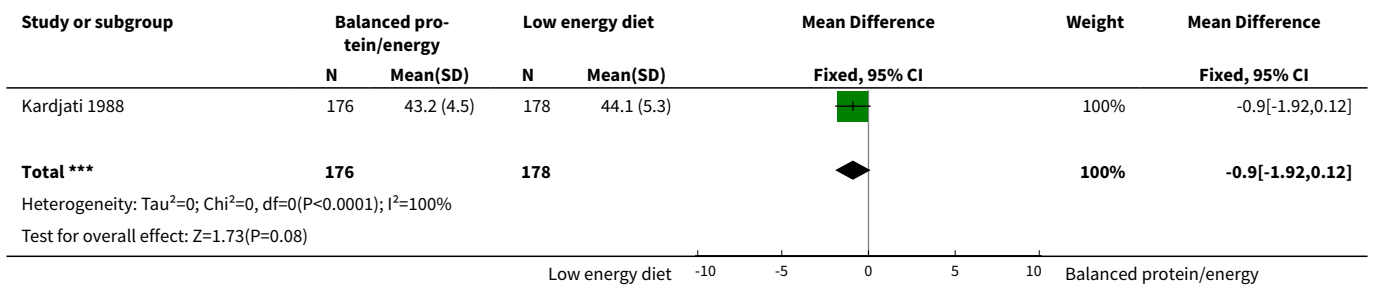 Study or subgroup Balanced pro- Low energy diet Mean Difference Weight Mean Difference
tein/energy
N Mean(SD) N Mean(SD) Fixed, 95% CI Fixed, 95% CI
Kardjati 1988 176 43.2 (4.5) 178 44.1 (5.3) 100% -0.9[-1.92,0.12]
Total *** 176 178 100% -0.9[-1.92,0.12]
Heterogeneity: Tau²=0; Chi²=0, df=0(P<0.0001); I²=100%
Test for overall effect: Z=1.73(P=0.08)
Low energy diet -10 -5 0 5 10 Balanced protein/energy